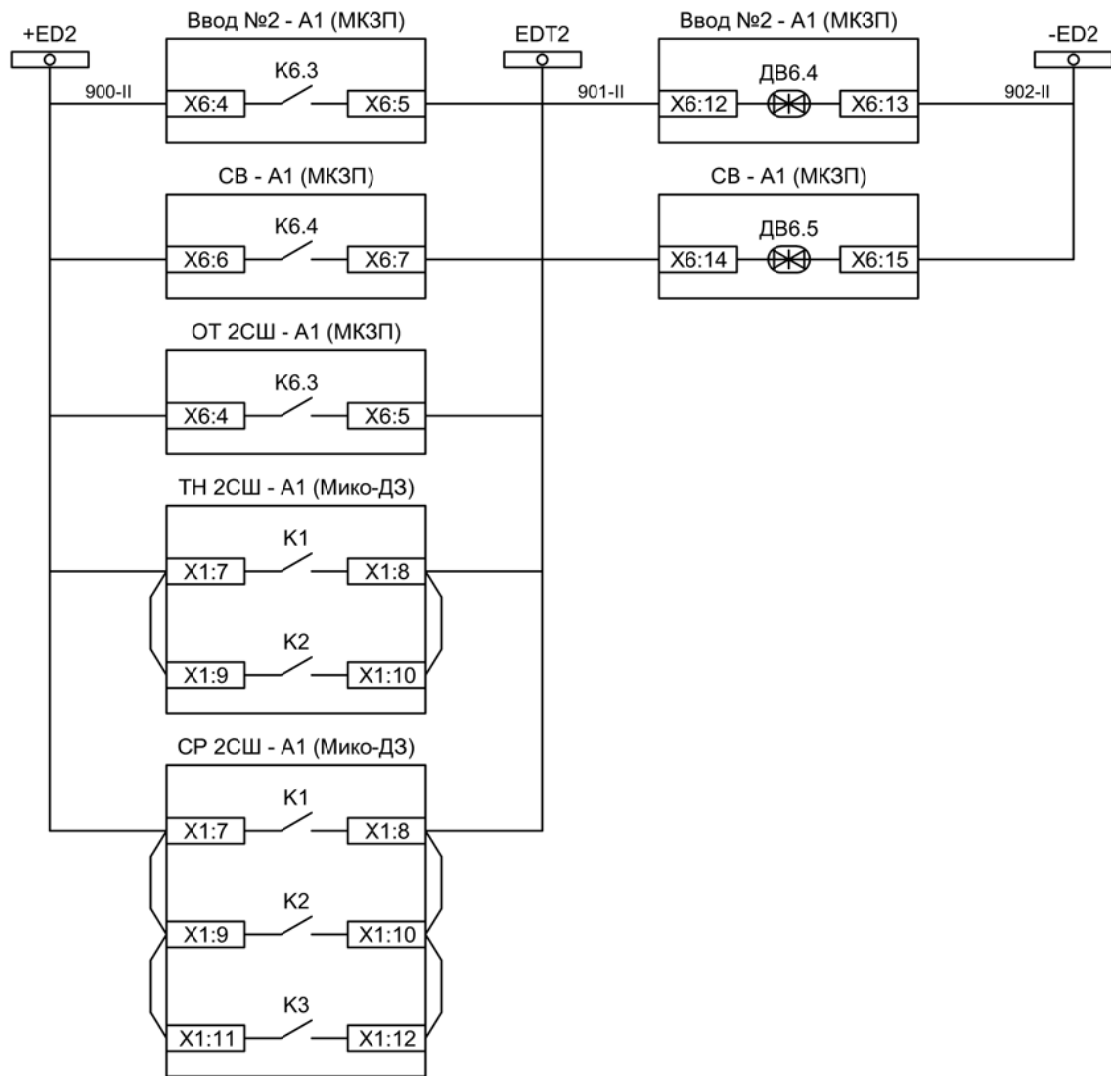 +ED2
Ввод №2 - А1 (МКЗП)
EDT2
Ввод №2 - А1 (МКЗП)
-ED2
900-II
X6:4
К6.3
X6:5
901-II
X6:12
ДВ6.4
X6:13
902-II
СВ - А1 (МКЗП)
X6:6
К6.4
X6:7
СВ - А1 (МКЗП)
X6:14
ДВ6.5
X6:15
ОТ 2СШ - А1 (МКЗП)
X6:4
К6.3
X6:5
ТН 2СШ - А1 (Мико-ДЗ)
X1:7
К1
X1:8
X1:9
К2
X1:10
СР 2СШ - А1 (Мико-ДЗ)
X1:7
К1
X1:8
X1:9
К2
X1:10
X1:11
К3
X1:12